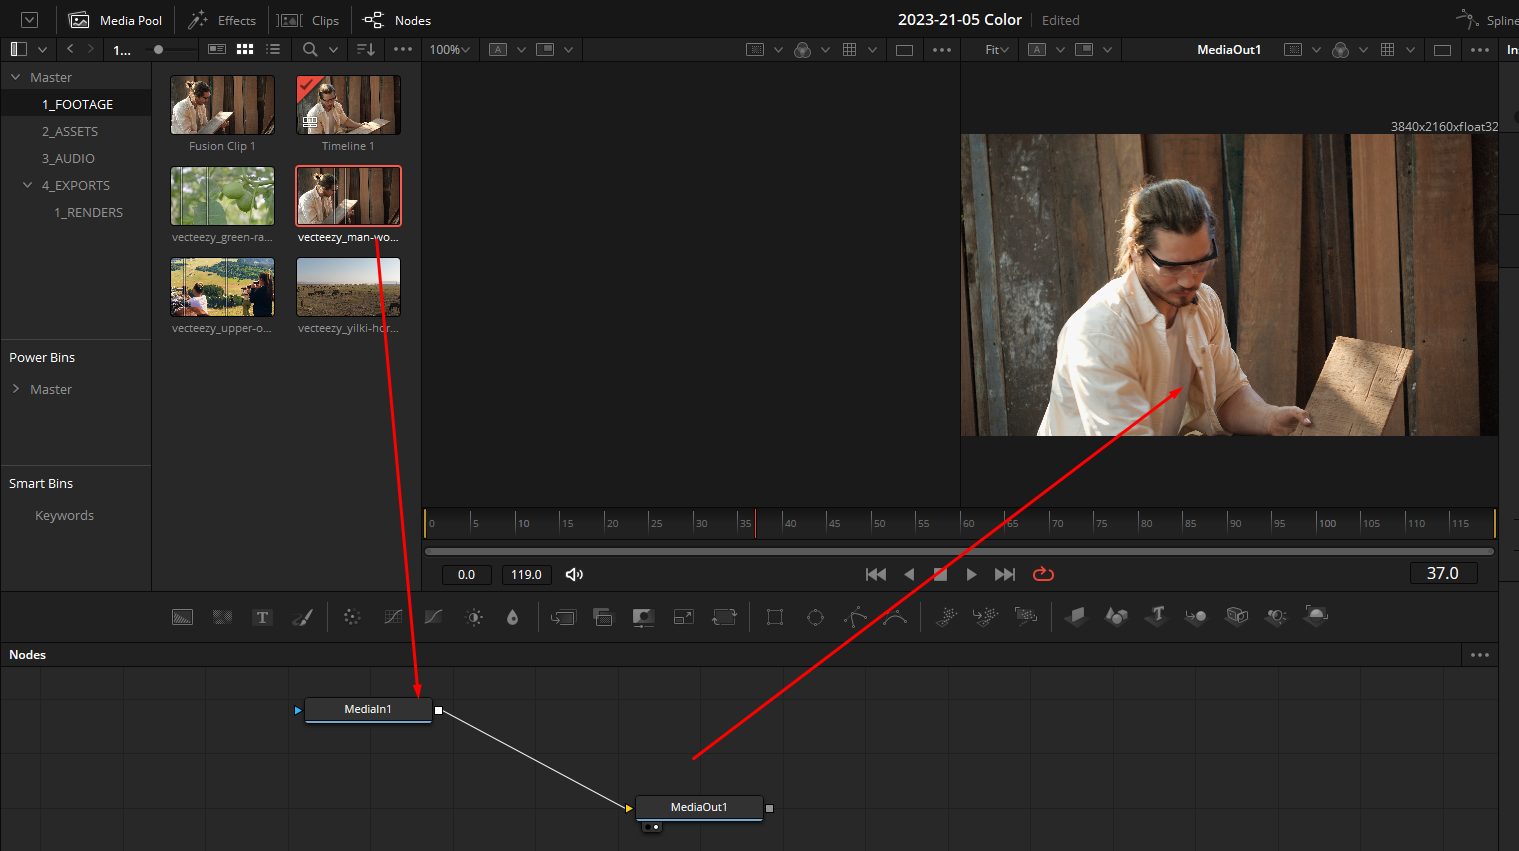 Media Pool
Effects
Clips
Nodes
2023-21-05 Color
Edited
Spline
1...
100%
A
Fit
A
MediaOut1
In
Master
1_FOOTAGE
2_ASSETS
3_AUDIO
4_EXPORTS
1_RENDERS
Power Bins
Master
Smart Bins
Keywords
Fusion Clip 1
Timeline 1
vecteezy_green-ra...
vecteezy_man-wo...
vecteezy_upper-o...
vecteezy_yilki-hor...
3840x2160xfloat32
0 5 10 15 20 25 30 35 40 45 50 55 60 65 70 75 80 85 90 95 100 105 110 115
0.0
119.0
37.0
T
T
Nodes
MediaIn1
MediaOut1